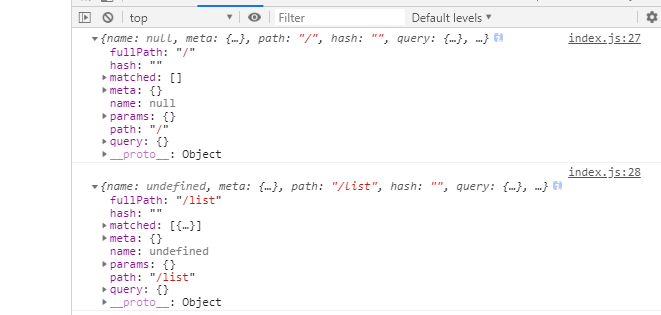 top Filter Default levels
{name: null, meta: {…}, path: "/", hash: "", query: {…}, …} index.js:27
fullPath: "/"
hash: ""
matched: []
meta: {}
name: null
params: {}
path: "/"
query: {}
__proto__: Object
index.js:28
{name: undefined, meta: {…}, path: "/list", hash: "", query: {…}, …}
fullPath: "/list"
hash: ""
matched: [{…}]
meta: {}
name: undefined
params: {}
path: "/list"
query: {}
__proto__: Object